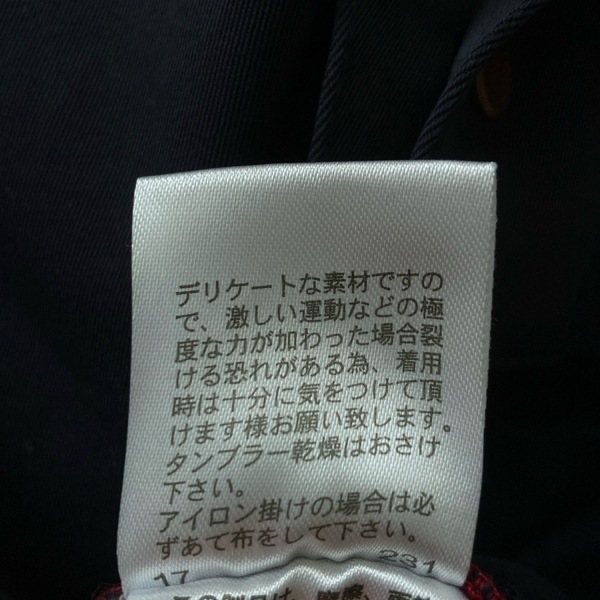 デリケートな素材ですの
で、激しい運動などの極
度な力が加わった場合裂
ける恐れがある為、着用
時は十分に気をつけて頂
けます様お願い致します。
タンブラー乾燥はおさけ
下さい。
アイロン掛けの場合は必
ずあて布をして下さい。
17 231